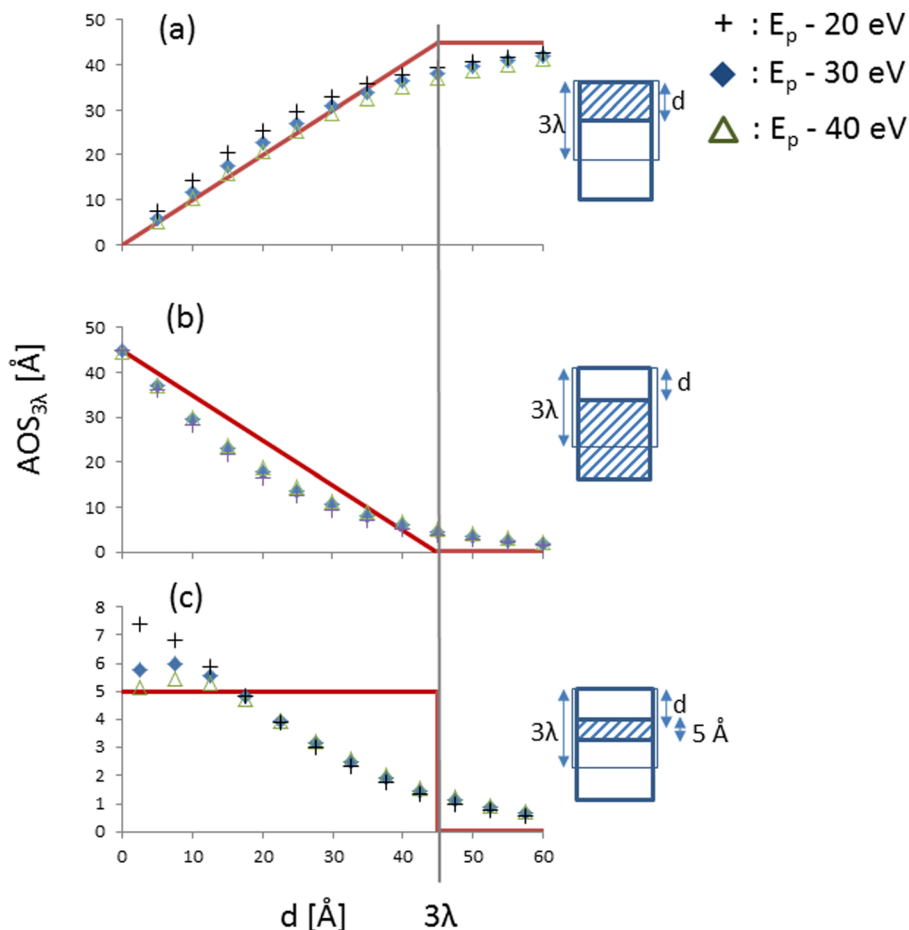 (a)
50
40
30
20
10
0
3λ
d
+ : Ep - 20 eV
◆ : Ep - 30 eV
△ : Ep - 40 eV
(b)
50
40
30
20
10
0
AOS3λ [Å]
3λ
d
(c)
8
7
6
5
4
3
2
1
0
0 10 20 30 40 50 60
3λ
d
5 Å
d [Å] 3λ